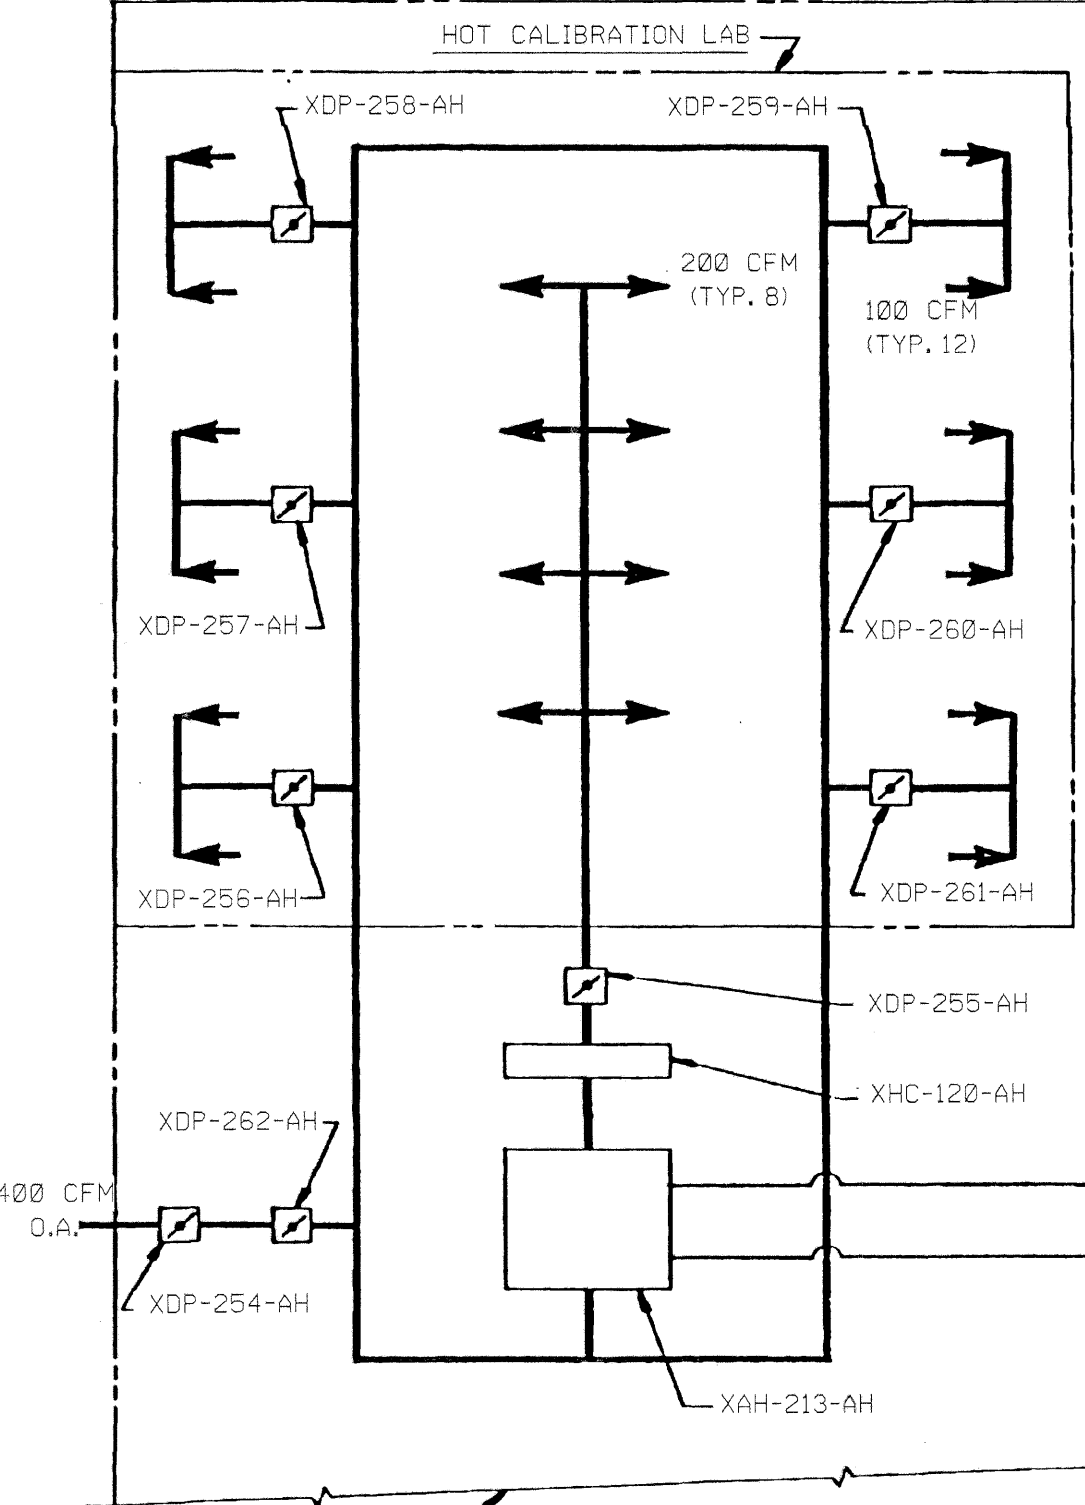 HOT CALIBRATION LAB
XDP-258-AH
XDP-259-AH
200 CFM
(TYP. 8)
100 CFM
(TYP. 12)
XDP-257-AH
XDP-260-AH
XDP-256-AH
XDP-261-AH
XDP-255-AH
XHC-120-AH
XDP-262-AH
400 CFM
O.A.
XDP-254-AH
XAH-213-AH